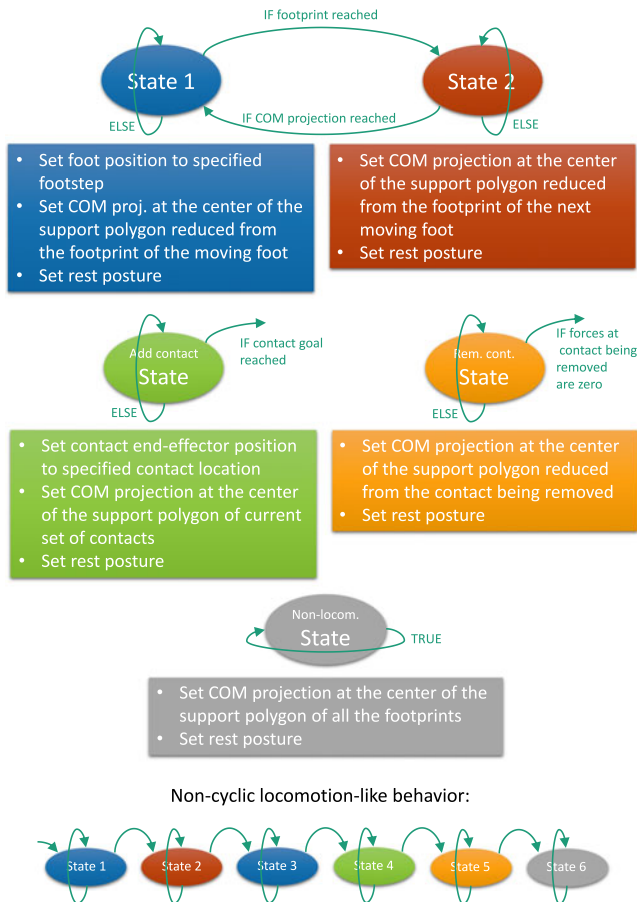 IF footprint reached
State 1
State 2
IF COM projection reached
ELSE
ELSE
• Set foot position to specified
footstep
• Set COM proj. at the center of the
support polygon reduced from
the footprint of the moving foot
• Set rest posture
• Set COM projection at the center
of the support polygon reduced
from the footprint of the next
moving foot
• Set rest posture
Add contact
State
IF contact goal
reached
ELSE
Rem. cont.
State
IF forces at
contact being
removed
are zero
ELSE
• Set contact end-effector position
to specified contact location
• Set COM projection at the center
of the support polygon of current
set of contacts
• Set rest posture
• Set COM projection at the center
of the support polygon reduced
from the contact being removed
• Set rest posture
Non-locom.
State
TRUE
• Set COM projection at the center of the
support polygon of all the footprints
• Set rest posture
Non-cyclic locomotion-like behavior:
State 1
State 2
State 3
State 4
State 5
State 6